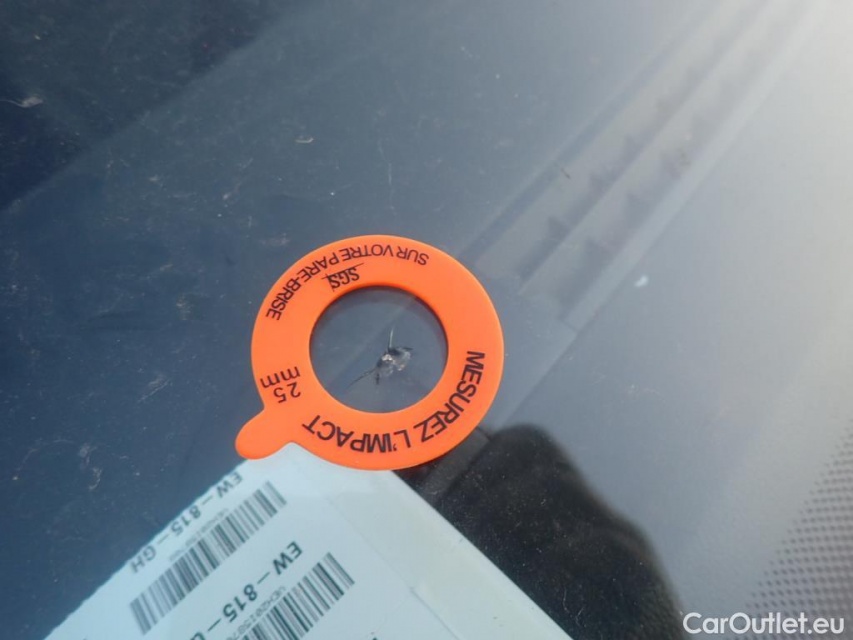 SUR VOTRE PARE-BRISE
SGS
25
mm
MESUREZ L'IMPACT
EW-815-GH
EW-815-
CarOutlet.eu